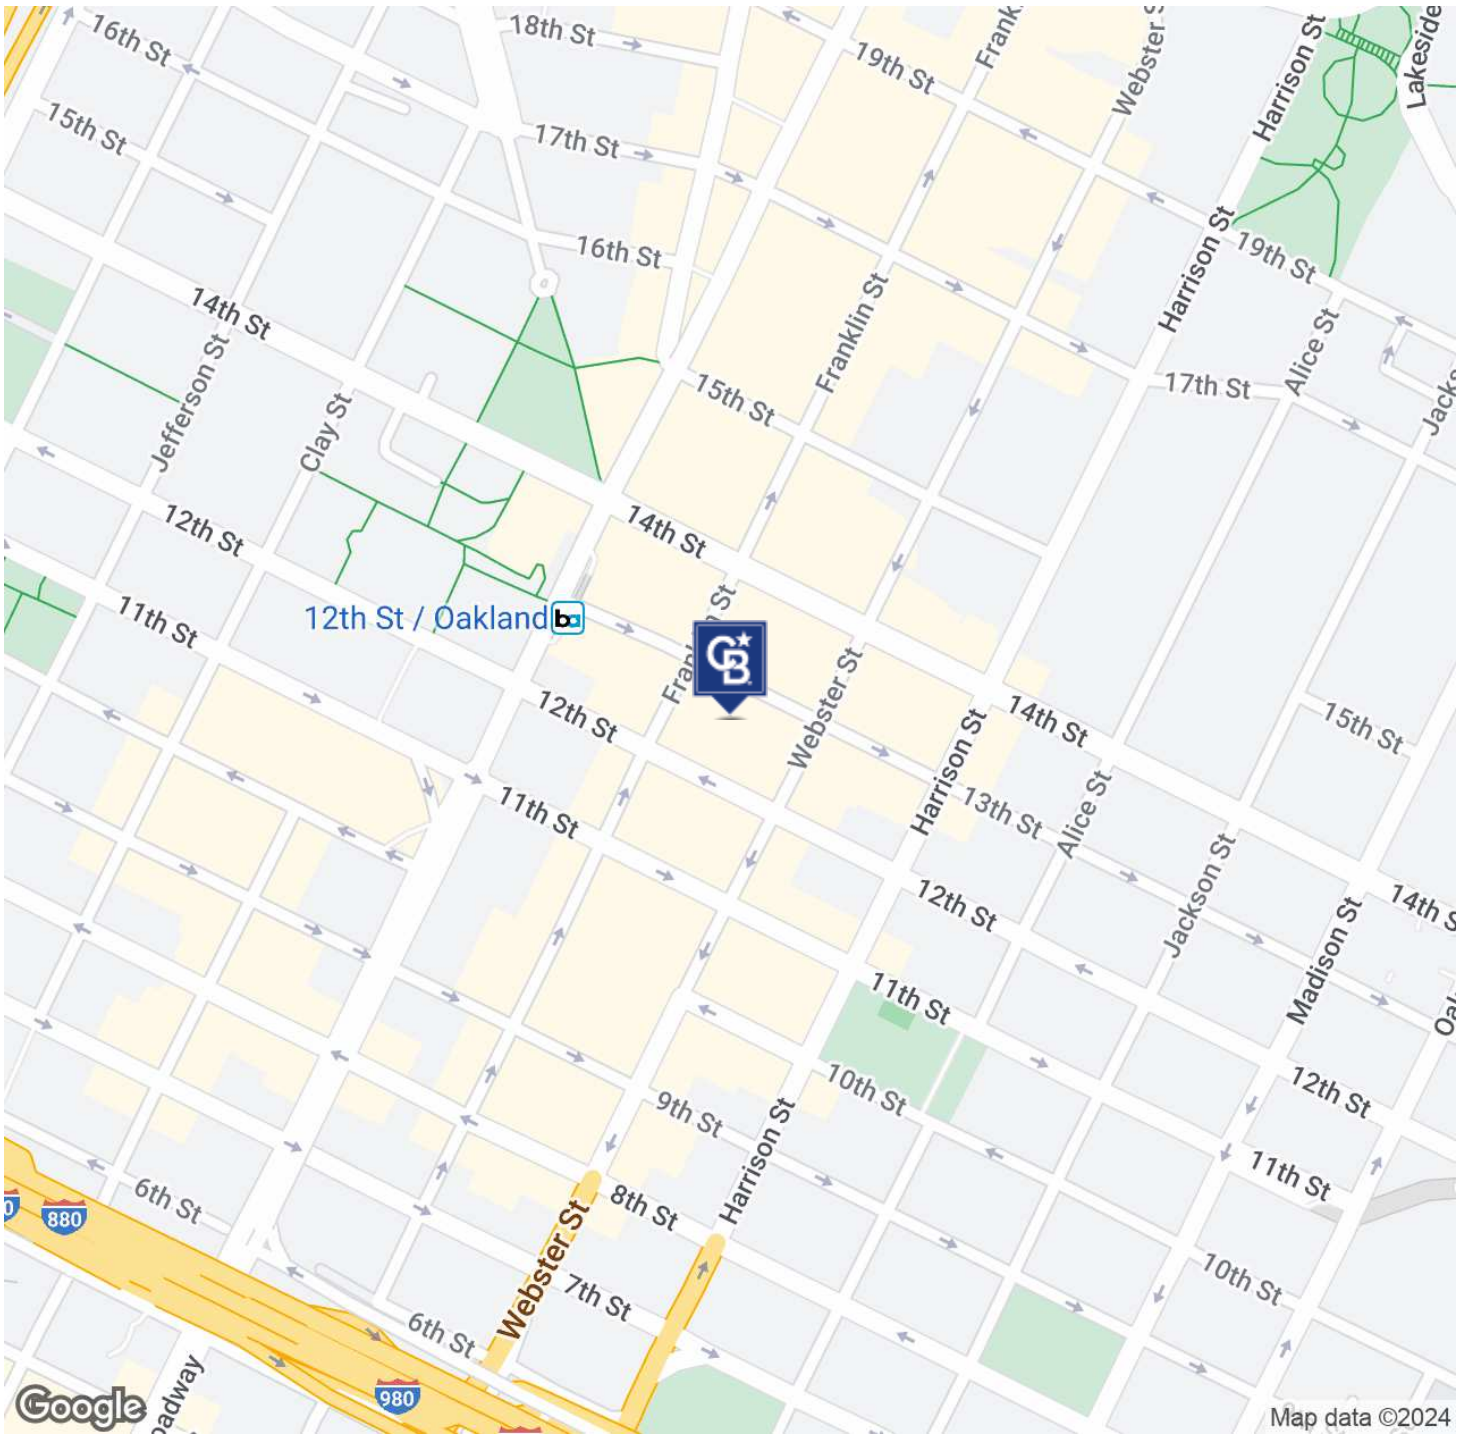 18th St
16th St
Frank
Webster S
Harrison St
Lakeside
19th St
15th St
17th St
16th St
Harrison St
19th St
14th St
Franklin St
Alice St
Jefferson St
Clay St
15th St
17th St
Jacks
12th St
14th St
11th St
12th St / Oakland
ba
CB
Webster St
12th St
Harrison St
14th St
15th St
11th St
13th St
Alice St
Jackson St
12th St
14th S
Madison St
Oa
11th St
10th St
12th St
9th St
Harrison St
11th St
6th St
880
8th St
Webster St
7th St
10th St
6th St
980
oadway
Google
Map data ©2024